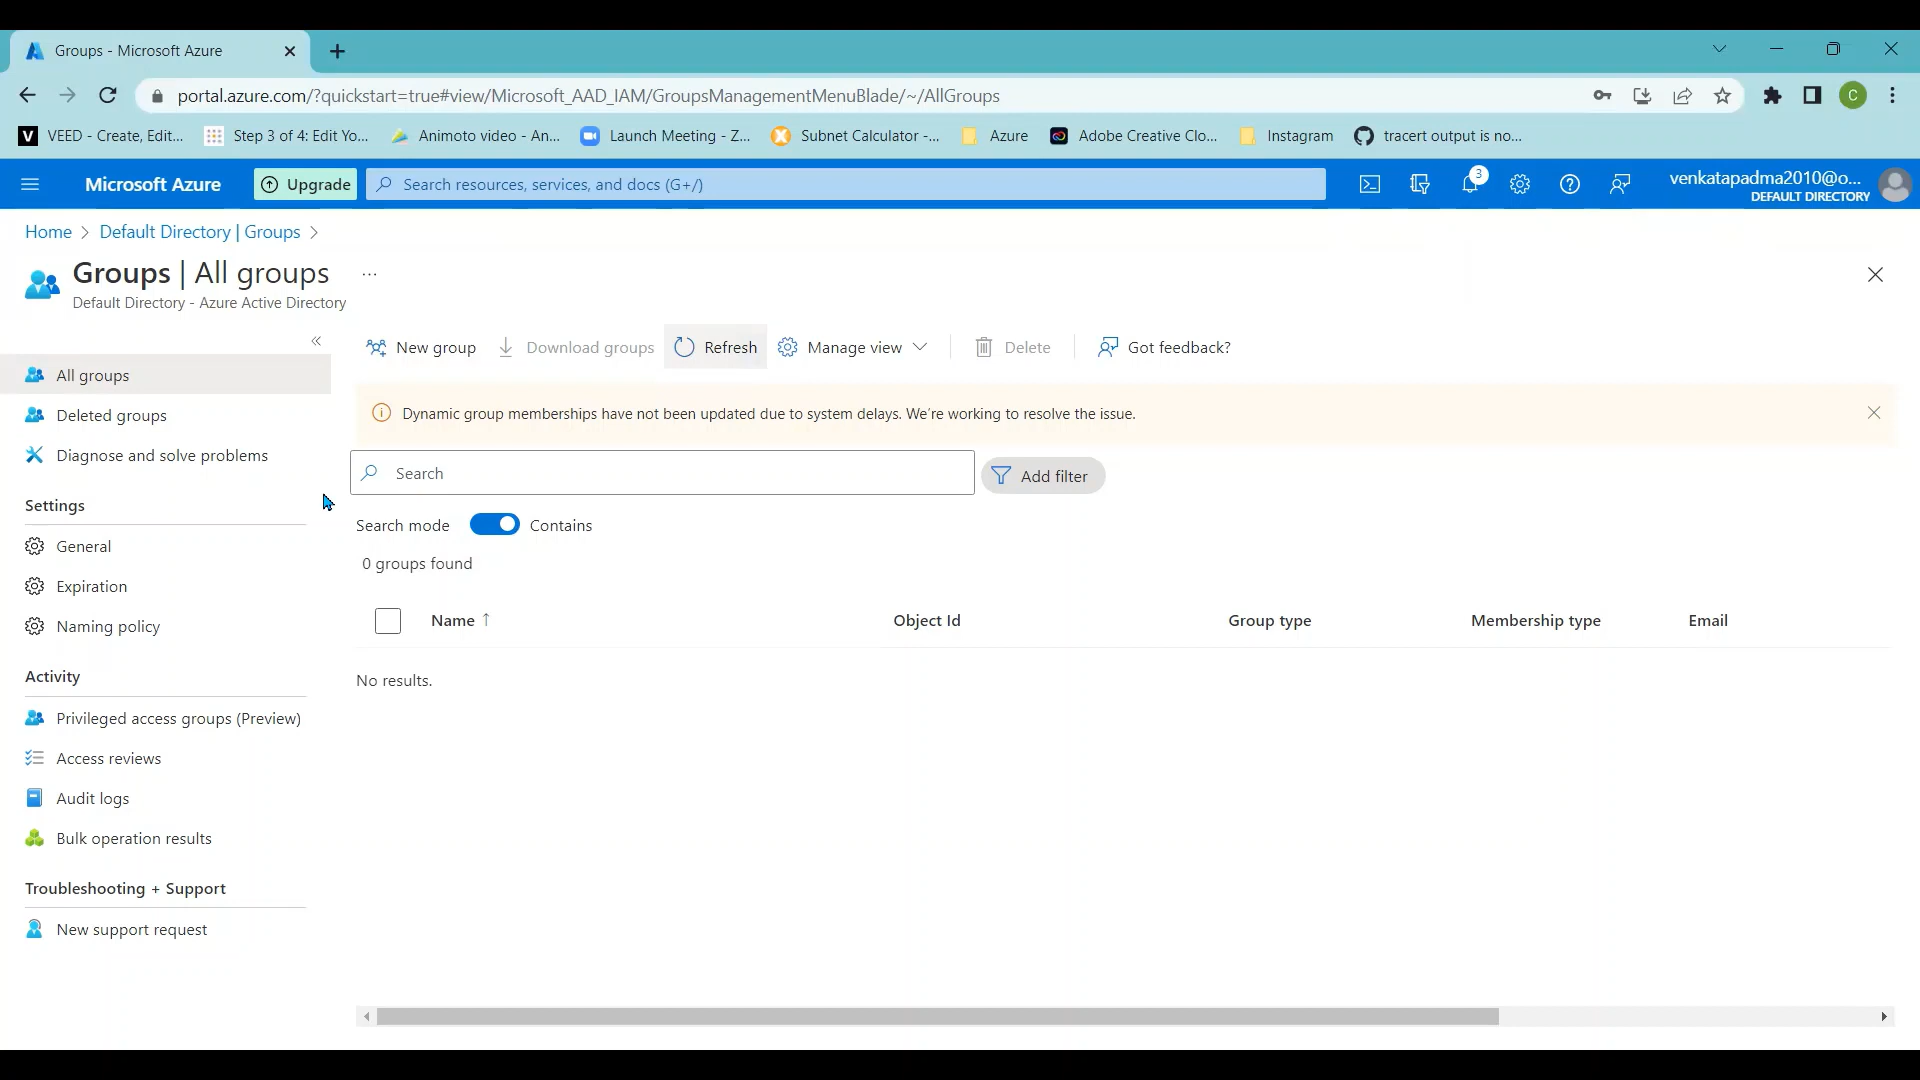 Groups - Microsoft Azure
portal.azure.com/?quickstart=true#view/Microsoft_AAD_IAM/GroupsManagementMenuBlade/~/AllGroups
C
V VEED - Create, Edit...
Step 3 of 4: Edit Yo...
Animoto video - An...
Launch Meeting - Z...
Subnet Calculator -...
Azure
Adobe Creative Clo...
Instagram
tracert output is no...
Microsoft Azure
Upgrade
Search resources, services, and docs (G+/)
3
venkatapadma2010@o...
DEFAULT DIRECTORY
Home > Default Directory | Groups >
Groups | All groups ...
Default Directory - Azure Active Directory
«
All groups
Deleted groups
Diagnose and solve problems
Settings
General
Expiration
Naming policy
Activity
Privileged access groups (Preview)
Access reviews
Audit logs
Bulk operation results
Troubleshooting + Support
New support request
New group
Download groups
Refresh
Manage view
Delete
Got feedback?
Dynamic group memberships have not been updated due to system delays. We're working to resolve the issue.
Search
Add filter
Search mode
Contains
0 groups found
Name ↑
Object Id
Group type
Membership type
Email
No results.